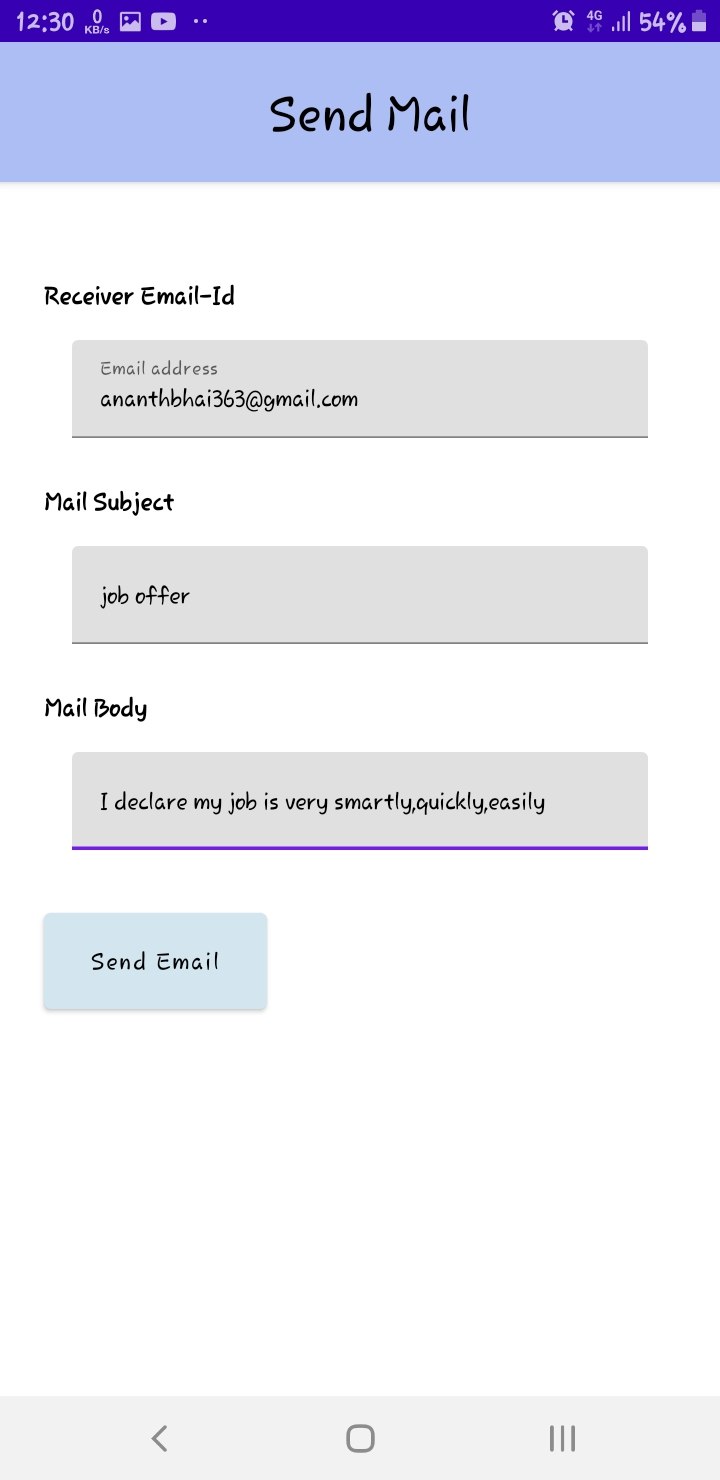 12:30 0 KB/s 4G 54%
Send Mail
Receiver Email-Id
Email address
ananthbhai363@gmail.com
Mail Subject
job offer
Mail Body
I declare my job is very smartly,quickly,easily
Send Email